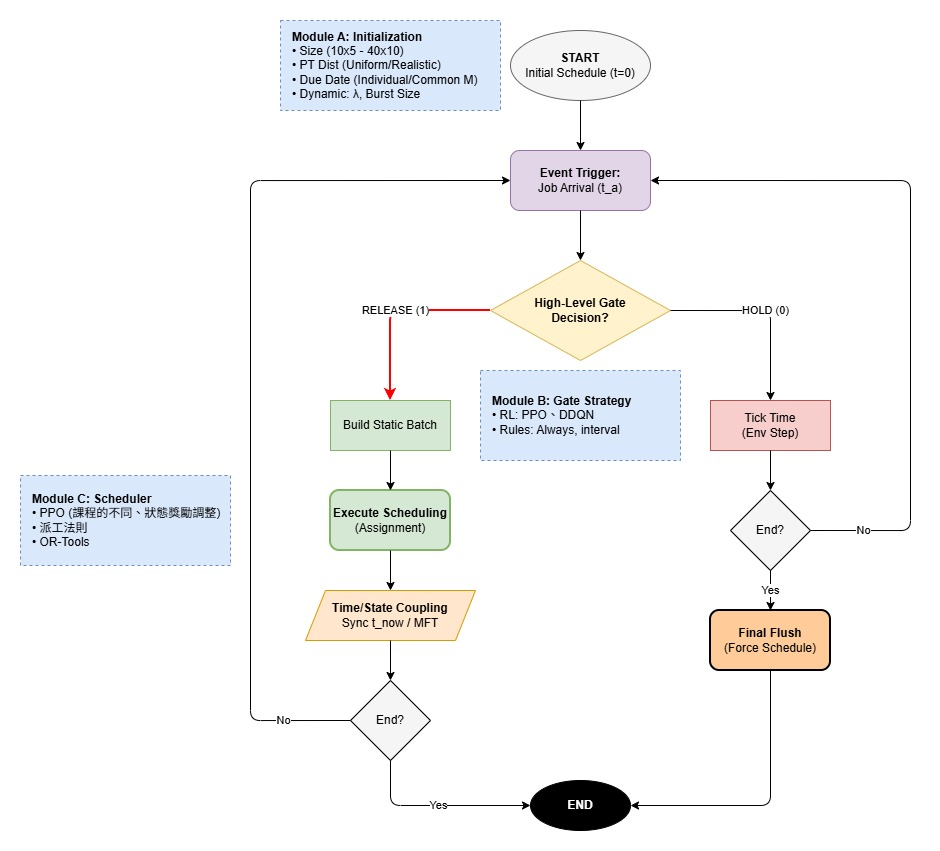 Module A: Initialization
• Size (10x5 - 40x10)
• PT Dist (Uniform/Realistic)
• Due Date (Individual/Common M)
• Dynamic: λ, Burst Size
START
Initial Schedule (t=0)
Event Trigger:
Job Arrival (t_a)
High-Level Gate
Decision?
RELEASE (1)
HOLD (0)
Module B: Gate Strategy
• RL: PPO、DDQN
• Rules: Always, interval
Build Static Batch
Tick Time
(Env Step)
Module C: Scheduler
• PPO (課程的不同、狀態獎勵調整)
• 派工法則
• OR-Tools
Execute Scheduling
(Assignment)
End?
No
Yes
Time/State Coupling
Sync t_now / MFT
Final Flush
(Force Schedule)
End?
No
Yes
END